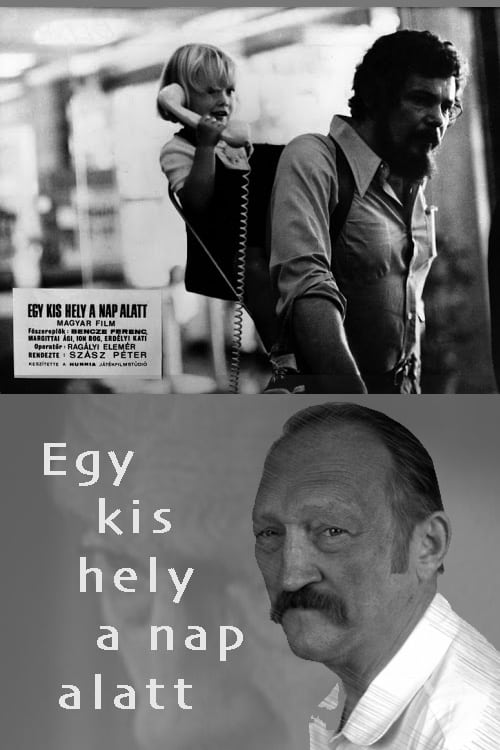 EGY KIS HELY A NAP ALATT
MAGYAR FILM
Főszereplők: BENCZE FERENC,
MARGITTAI ÁGI, ION BOG, ERDÉLYI KATI
Operatőr: RAGÁLYI ELEMÉR
RENDEZTE: SZÁSZ PÉTER
KÉSZÍTETTE A HUNNIA JÁTÉKFILMSTÚDIÓ
Egy
kis
hely
a nap
alatt